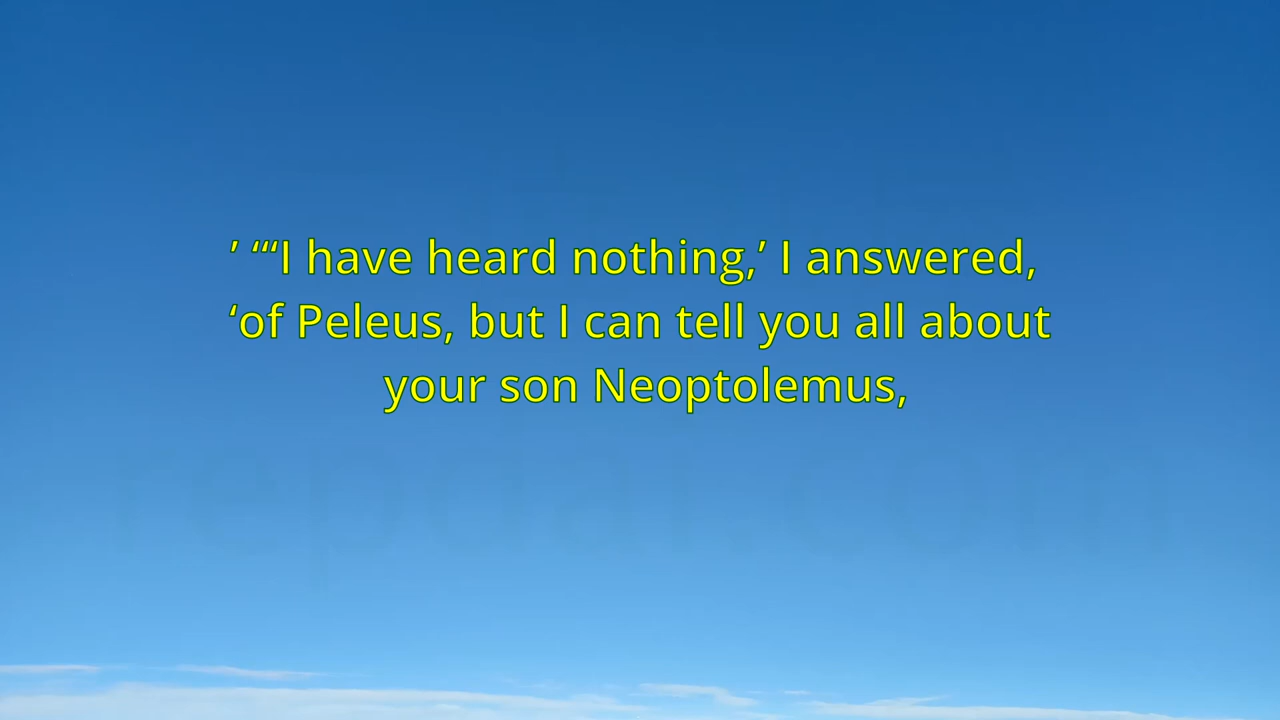 ’ “‘I have heard nothing,’ I answered,
‘of Peleus, but I can tell you all about
your son Neoptolemus,